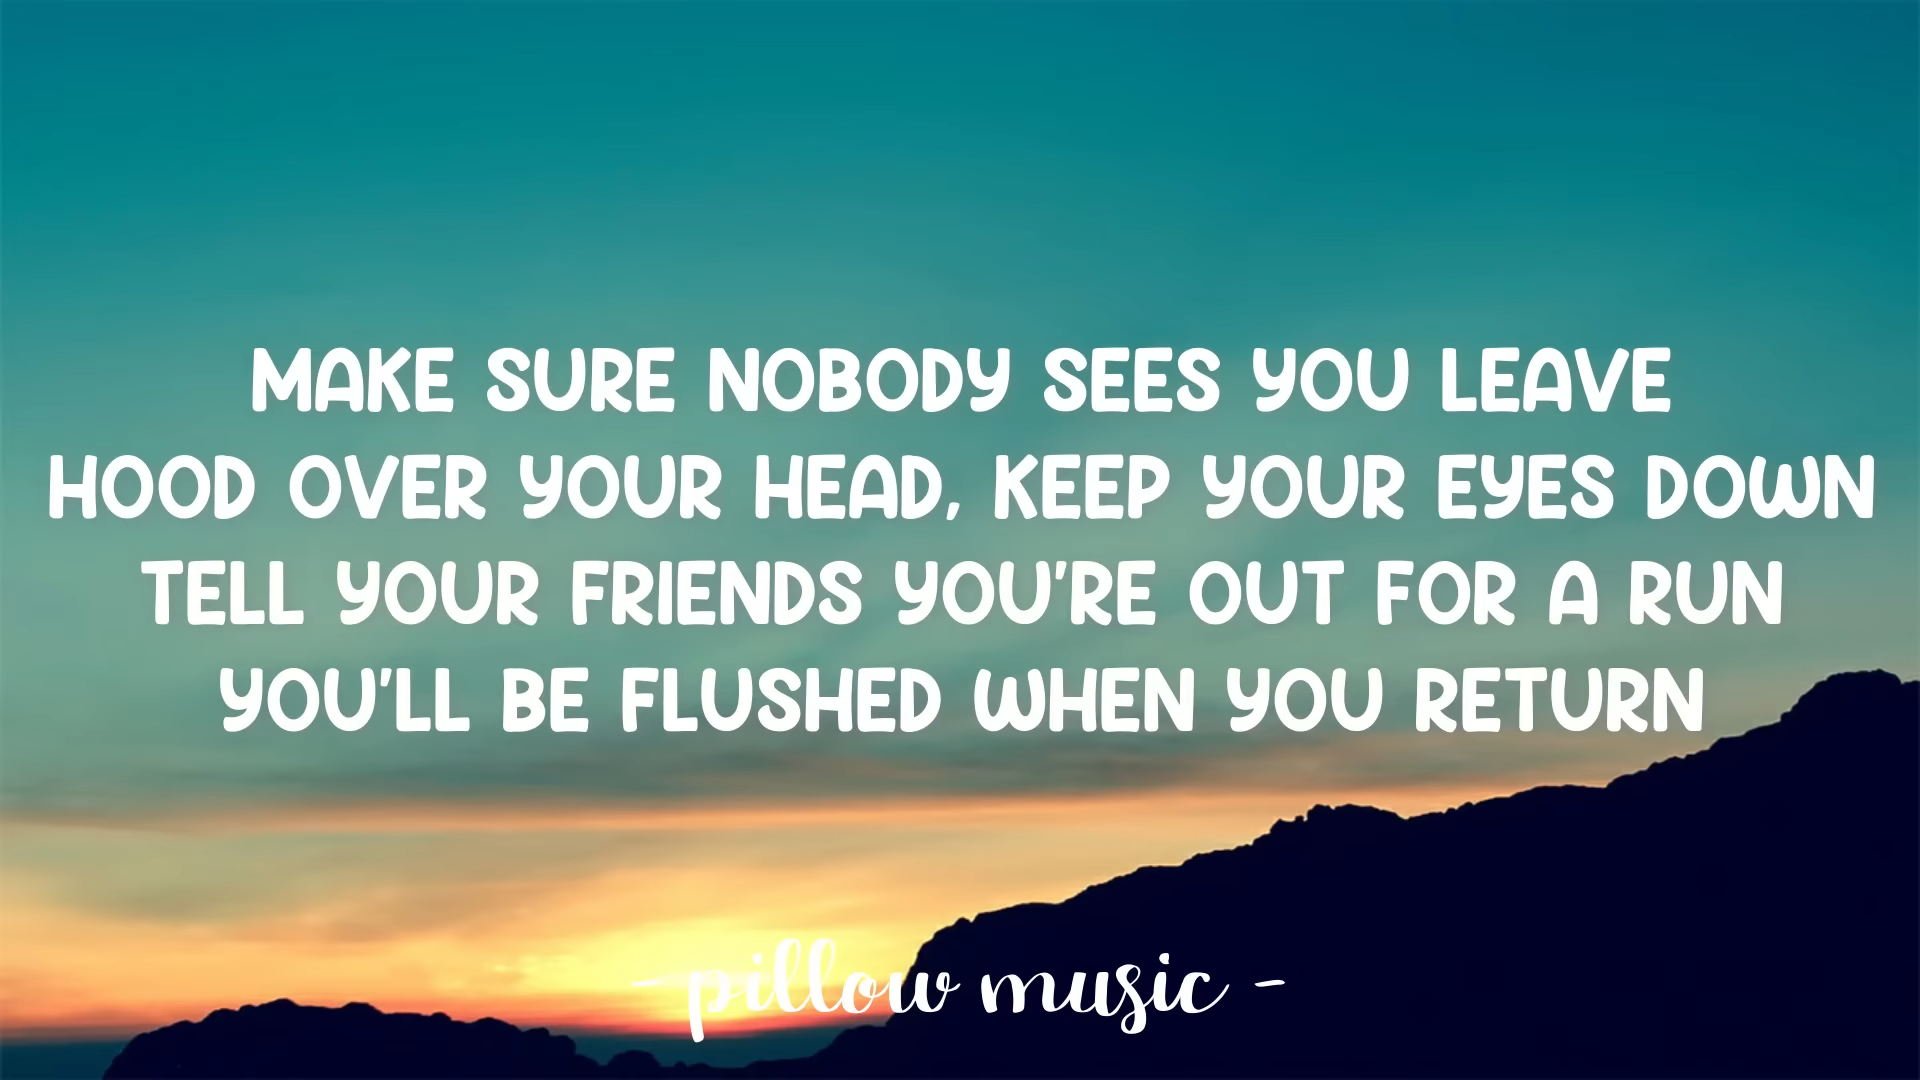 MAKE SURE NOBODY SEES YOU LEAVE
HOOD OVER YOUR HEAD, KEEP YOUR EYES DOWN
TELL YOUR FRIENDS YOU'RE OUT FOR A RUN
YOU'LL BE FLUSHED WHEN YOU RETURN
- pillow music -